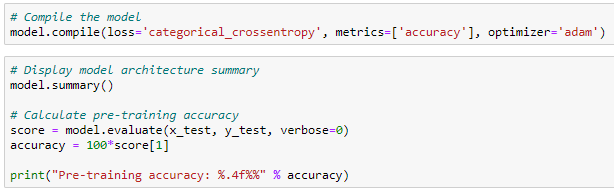 # Compile the model
model.compile(loss='categorical_crossentropy', metrics=['accuracy'], optimizer='adam')
# Display model architecture summary
model.summary()
# Calculate pre-training accuracy
score = model.evaluate(x_test, y_test, verbose=0)
accuracy = 100*score[1]
print("Pre-training accuracy: %.4f%%" % accuracy)